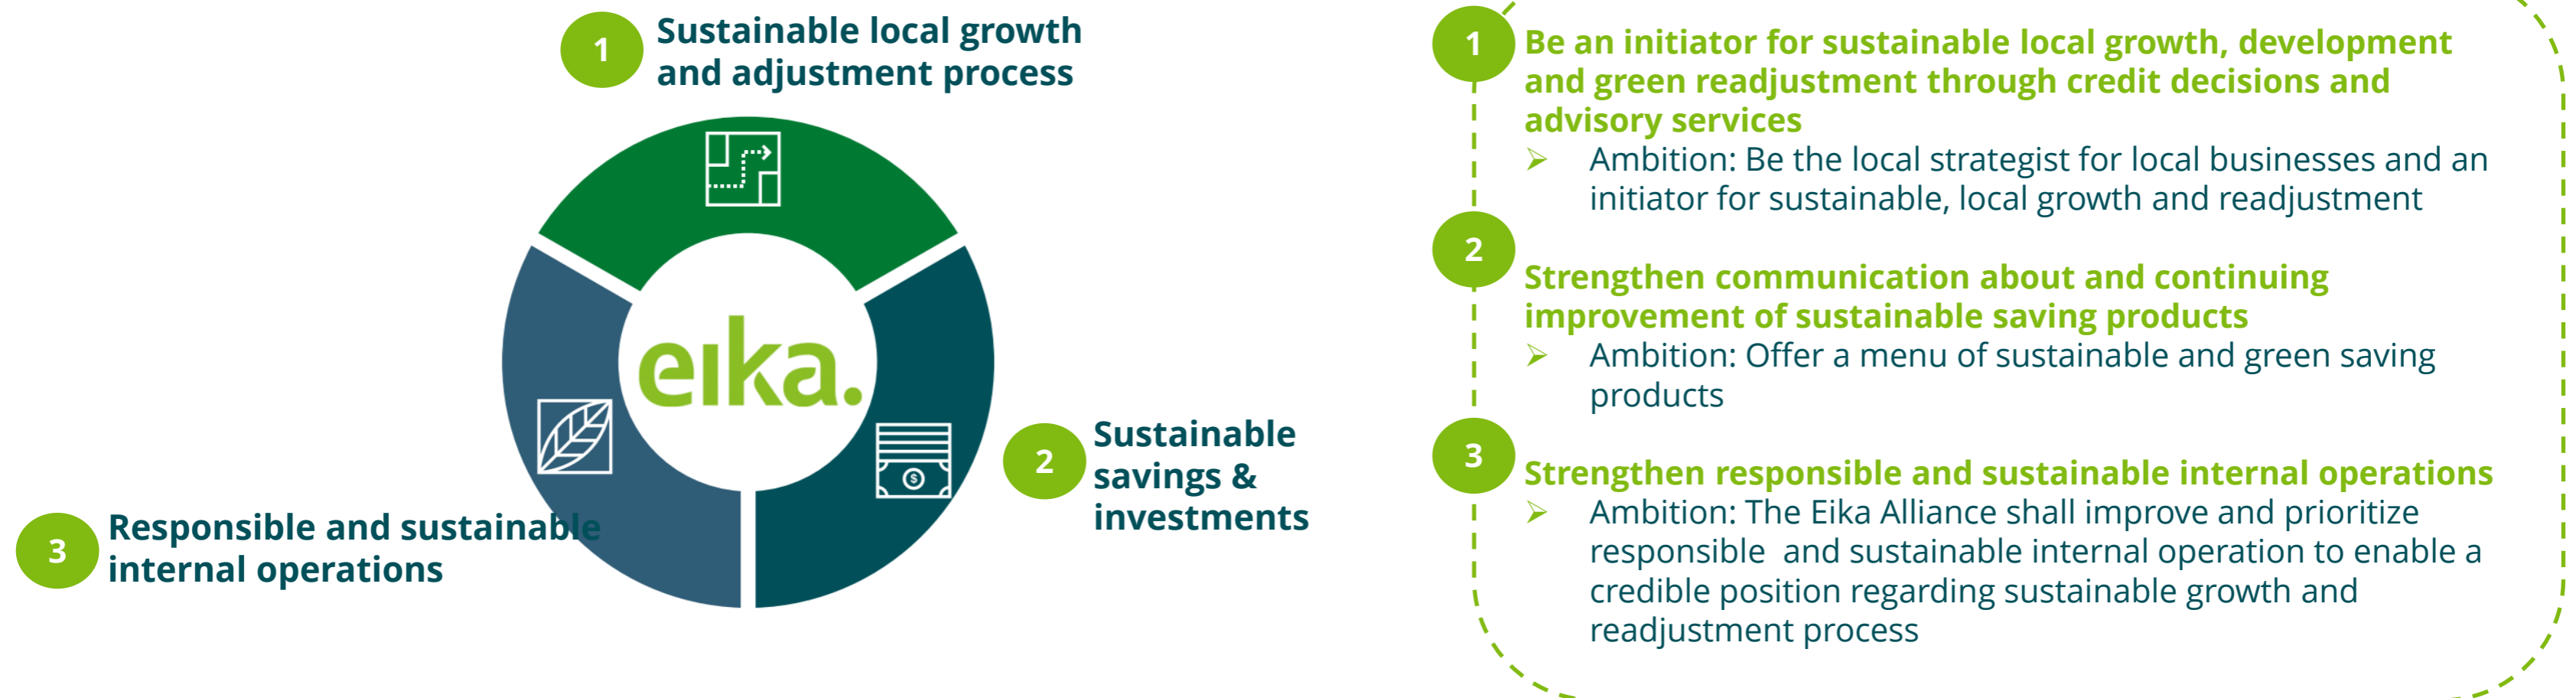 1
Sustainable local growth
and adjustment process
eika.
2
Sustainable
savings &
investments
3
Responsible and sustainable
internal operations
1
Be an initiator for sustainable local growth, development
and green readjustment through credit decisions and
advisory services
Ambition: Be the local strategist for local businesses and an
initiator for sustainable, local growth and readjustment
2
Strengthen communication about and continuing
improvement of sustainable saving products
Ambition: Offer a menu of sustainable and green saving
products
3
Strengthen responsible and sustainable internal operations
Ambition: The Eika Alliance shall improve and prioritize
responsible  and sustainable internal operation to enable a
credible position regarding sustainable growth and
readjustment process